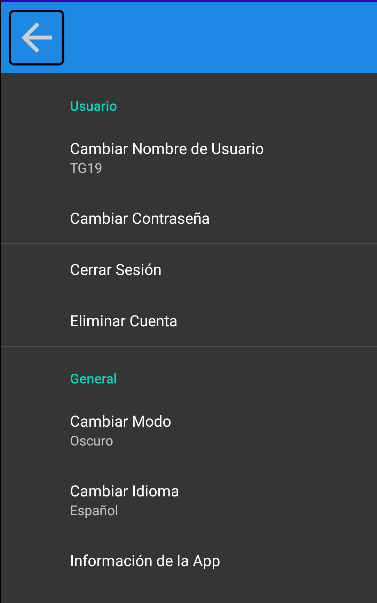 Usuario
Cambiar Nombre de Usuario
TG19
Cambiar Contraseña
Cerrar Sesión
Eliminar Cuenta
General
Cambiar Modo
Oscuro
Cambiar Idioma
Español
Información de la App